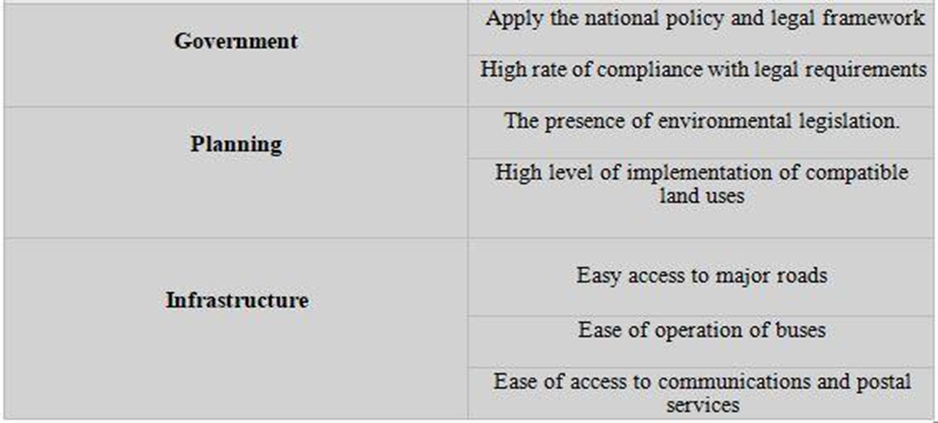 Government
Apply the national policy and legal framework
High rate of compliance with legal requirements
Planning
The presence of environmental legislation.
High level of implementation of compatible
land uses
Infrastructure
Easy access to major roads
Ease of operation of buses
Ease of access to communications and postal
services